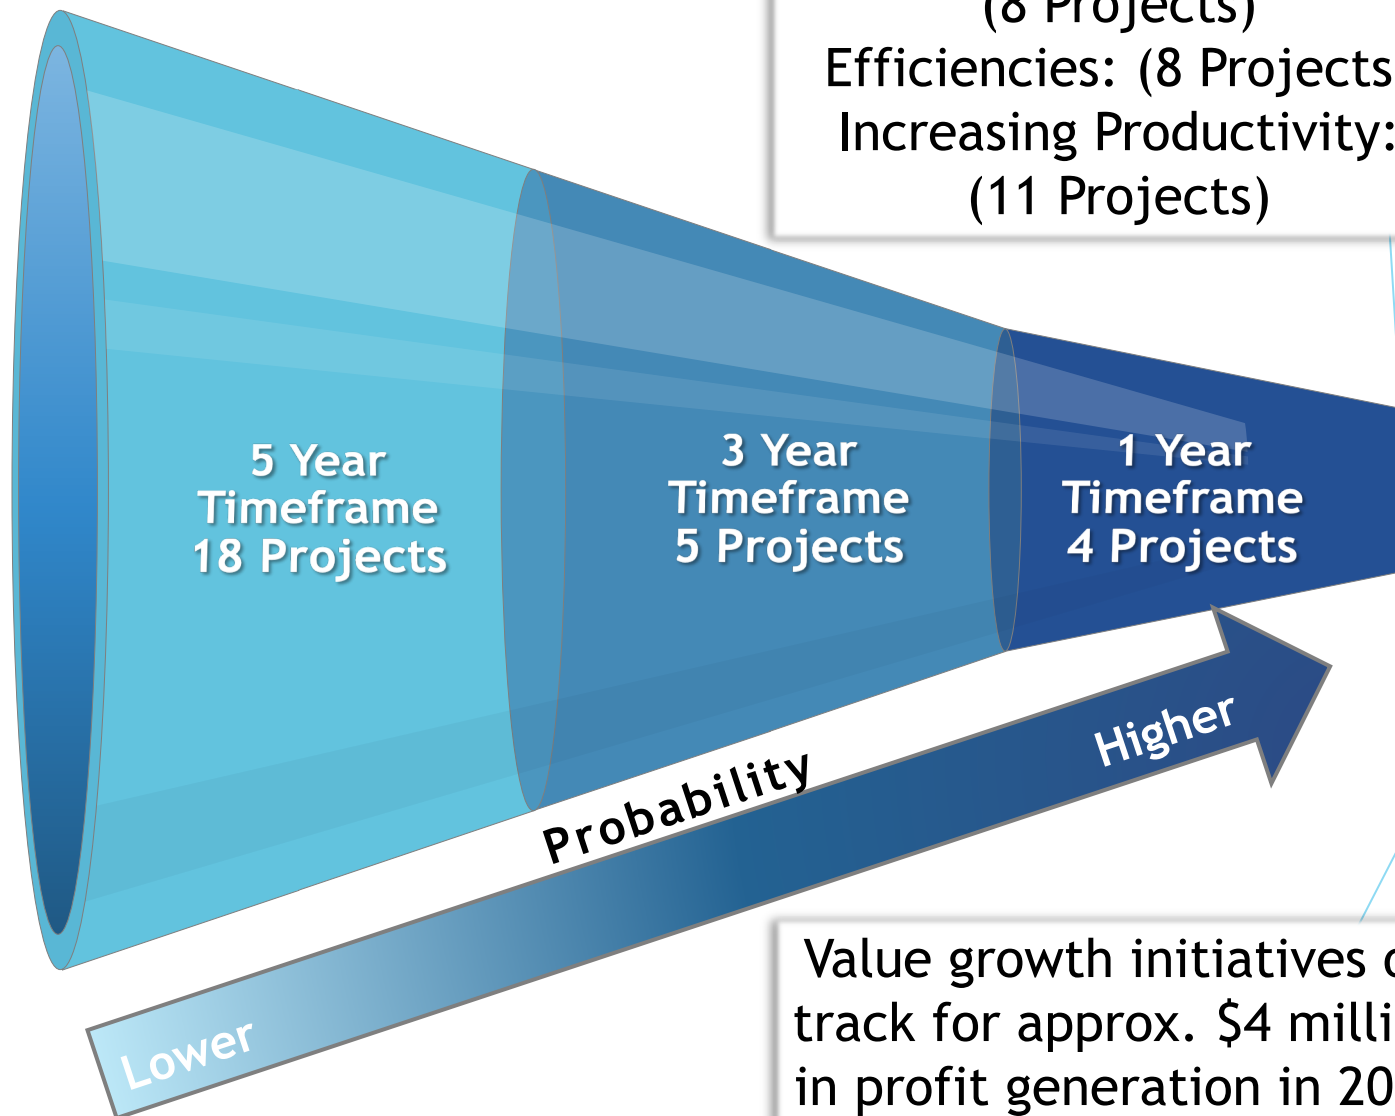 (8 Projects)
Efficiencies: (8 Projects
Increasing Productivity:
(11 Projects)
5 Year
Timeframe
18 Projects
3 Year
Timeframe
5 Projects
1 Year
Timeframe
4 Projects
Probability
Higher
Lower
Value growth initiatives
track for approx. $4 milli
in profit generation in 20